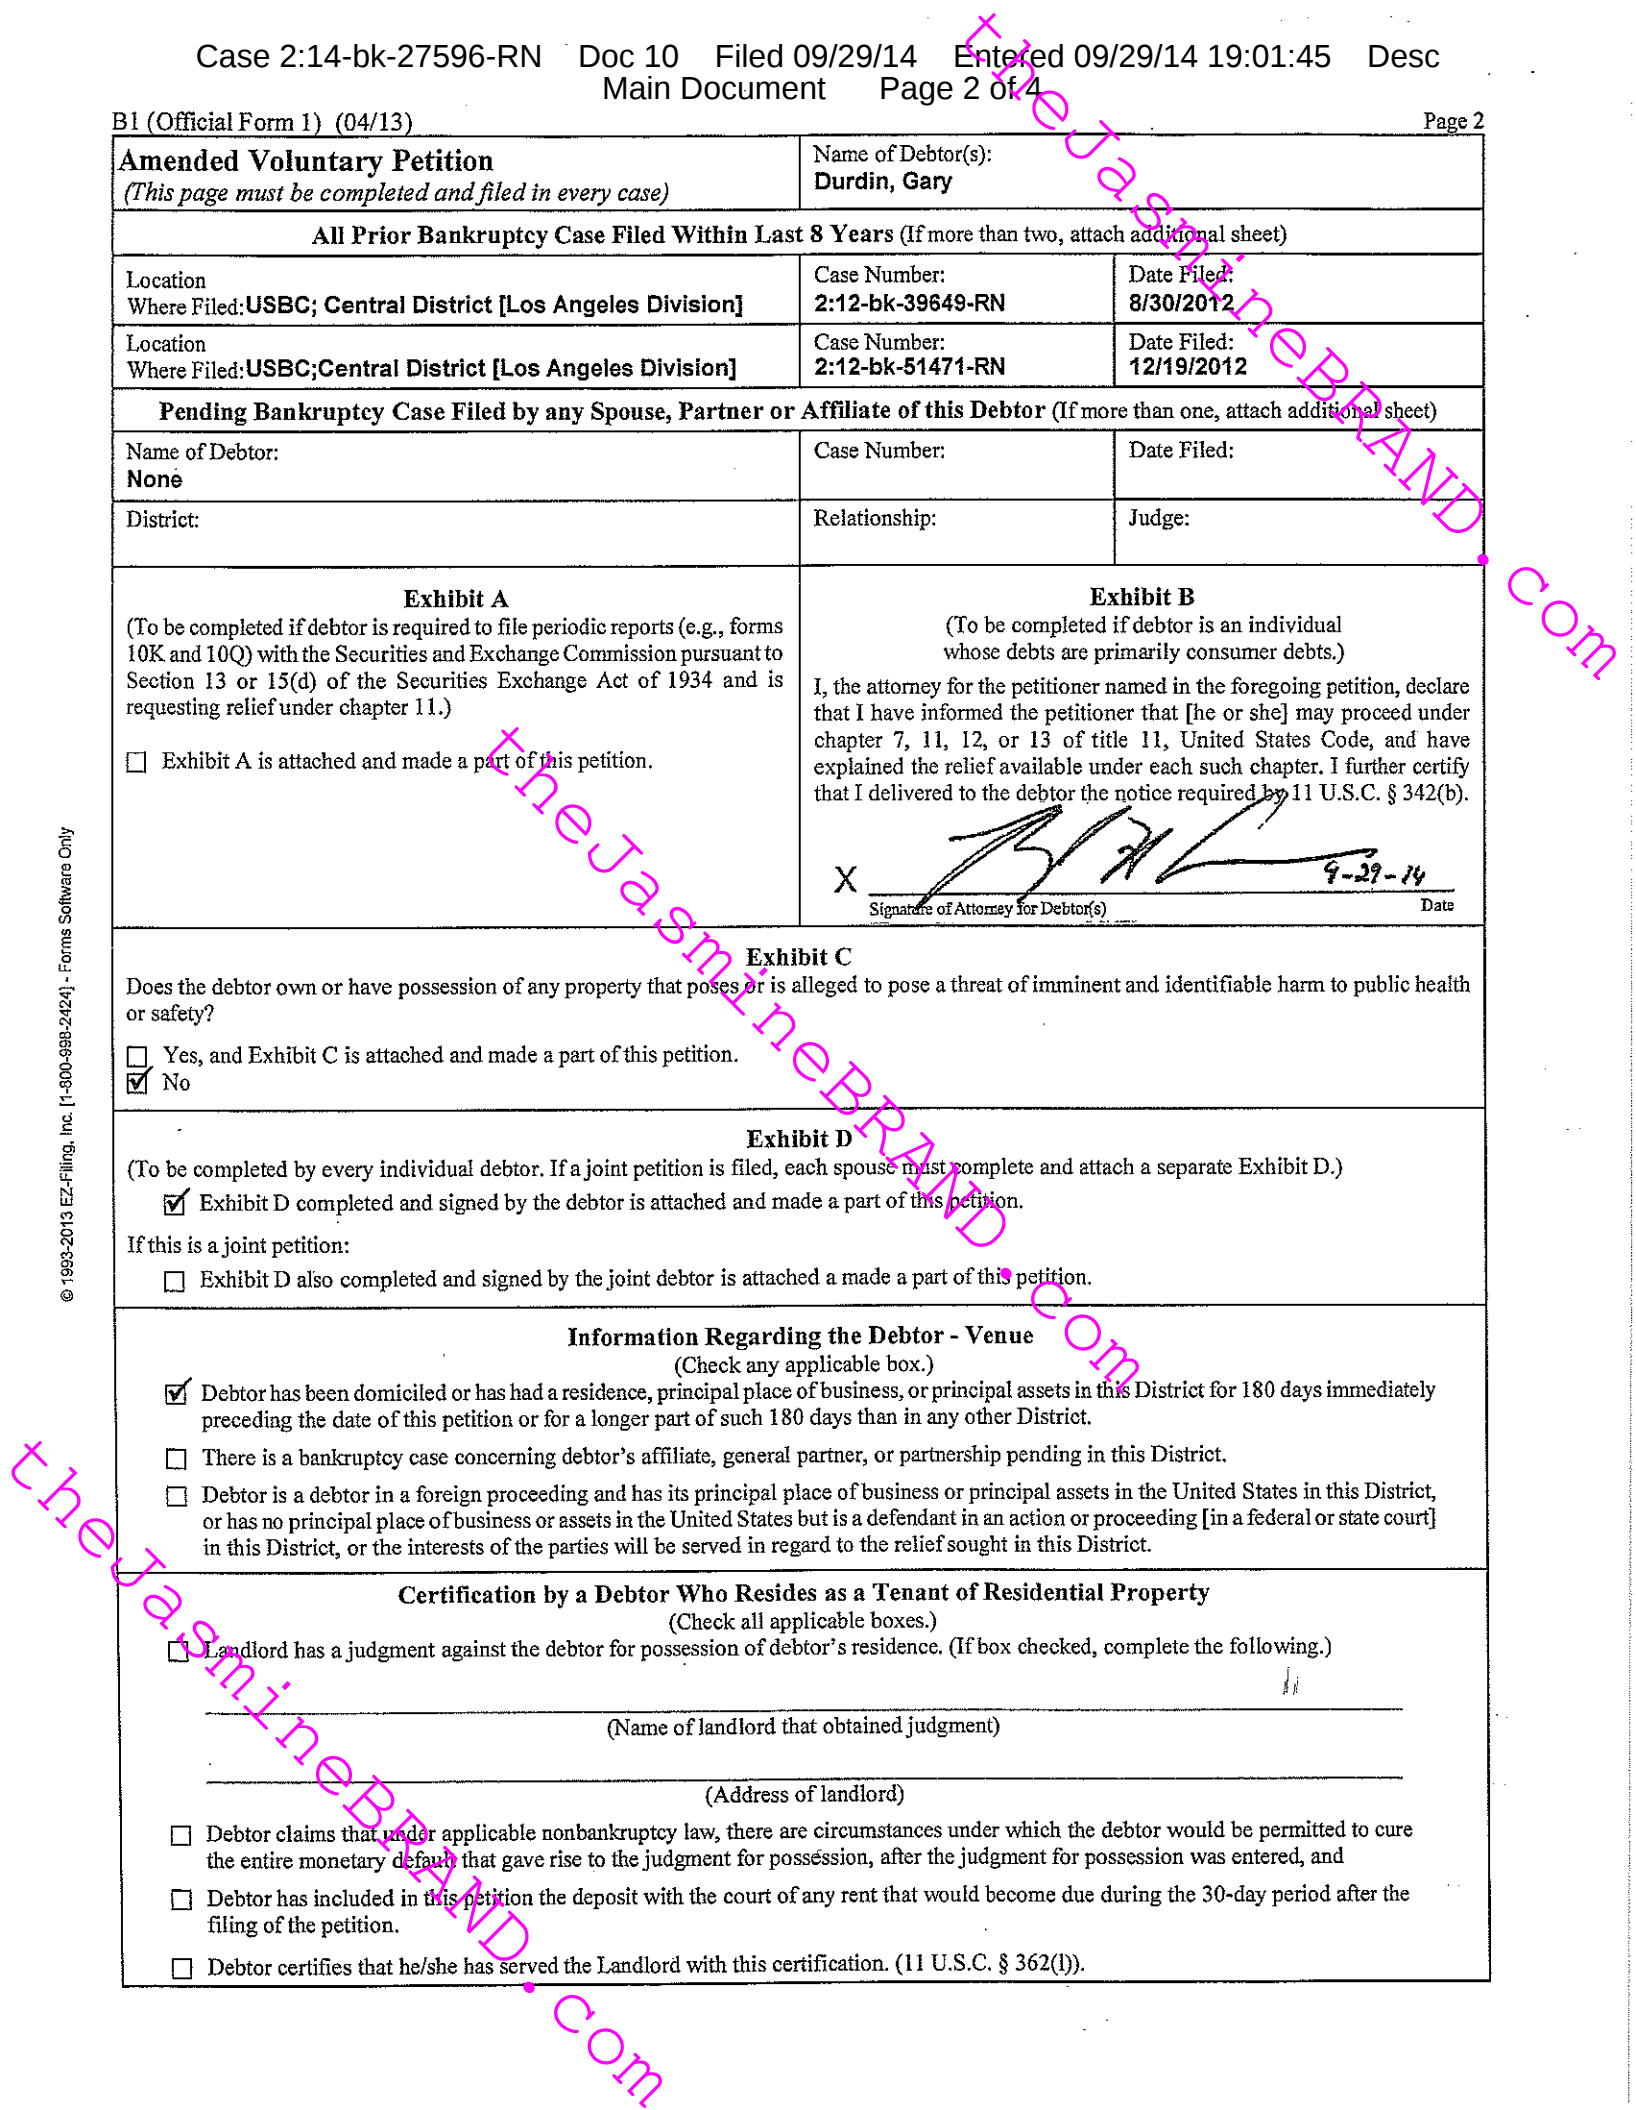 Case 2:14-bk-27596-RN Doc 10 Filed 09/29/14 Entered 09/29/14 19:01:45 Desc
Main Document Page 2 of 4
B1 (Official Form 1) (04/13)
Page 2
Amended Voluntary Petition
(This page must be completed and filed in every case)
Name of Debtor(s):
Durdin, Gary
All Prior Bankruptcy Case Filed Within Last 8 Years (If more than two, attach additional sheet)
Location
Where Filed:USBC; Central District [Los Angeles Division]
Case Number:
2:12-bk-39649-RN
Date Filed:
8/30/2012
Location
Where Filed:USBC;Central District [Los Angeles Division]
Case Number:
2:12-bk-51471-RN
Date Filed:
12/19/2012
Pending Bankruptcy Case Filed by any Spouse, Partner or Affiliate of this Debtor (If more than one, attach additional sheet)
Name of Debtor:
None
Case Number:
Date Filed:
District:
Relationship:
Judge:
Exhibit A
(To be completed if debtor is required to file periodic reports (e.g., forms
10K and 10Q) with the Securities and Exchange Commission pursuant to
Section 13 or 15(d) of the Securities Exchange Act of 1934 and is
requesting relief under chapter 11.)
Exhibit A is attached and made a part of this petition.
Exhibit B
(To be completed if debtor is an individual
whose debts are primarily consumer debts.)
I, the attorney for the petitioner named in the foregoing petition, declare
that I have informed the petitioner that [he or she] may proceed under
chapter 7, 11, 12, or 13 of title 11, United States Code, and have
explained the relief available under each such chapter. I further certify
that I delivered to the debtor the notice required by 11 U.S.C. § 342(b).
X
9-29-14
Signature of Attorney for Debtor(s)
Date
Exhibit C
Does the debtor own or have possession of any property that poses or is alleged to pose a threat of imminent and identifiable harm to public health
or safety?
Yes, and Exhibit C is attached and made a part of this petition.
No
Exhibit D
(To be completed by every individual debtor. If a joint petition is filed, each spouse must complete and attach a separate Exhibit D.)
Exhibit D completed and signed by the debtor is attached and made a part of this petition.
If this is a joint petition:
Exhibit D also completed and signed by the joint debtor is attached a made a part of this petition.
Information Regarding the Debtor - Venue
(Check any applicable box.)
Debtor has been domiciled or has had a residence, principal place of business, or principal assets in this District for 180 days immediately
preceding the date of this petition or for a longer part of such 180 days than in any other District.
There is a bankruptcy case concerning debtor's affiliate, general partner, or partnership pending in this District.
Debtor is a debtor in a foreign proceeding and has its principal place of business or principal assets in the United States in this District,
or has no principal place of business or assets in the United States but is a defendant in an action or proceeding [in a federal or state court]
in this District, or the interests of the parties will be served in regard to the relief sought in this District.
Certification by a Debtor Who Resides as a Tenant of Residential Property
(Check all applicable boxes.)
Landlord has a judgment against the debtor for possession of debtor's residence. (If box checked, complete the following.)
(Name of landlord that obtained judgment)
(Address of landlord)
Debtor claims that under applicable nonbankruptcy law, there are circumstances under which the debtor would be permitted to cure
the entire monetary default that gave rise to the judgment for possession, after the judgment for possession was entered, and
Debtor has included in this petition the deposit with the court of any rent that would become due during the 30-day period after the
filing of the petition.
Debtor certifies that he/she has served the Landlord with this certification. (11 U.S.C. § 362(l)).
© 1993-2013 EZ-Filing, Inc. [1-800-998-2424] - Forms Software Only
theJasmineBRAND.com
theJasmineBRAND.com
theJasmineBRAND.com